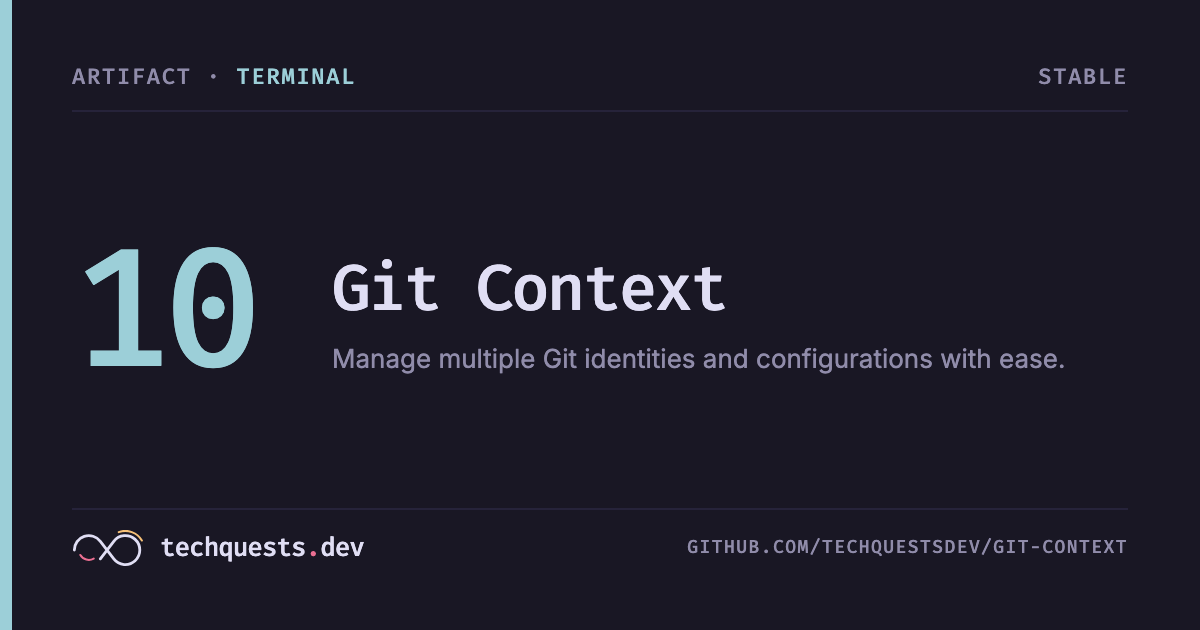 ARTIFACT · TERMINAL
STABLE
10
Git Context
Manage multiple Git identities and configurations with ease.
techquests.dev
GITHUB.COM/TECHQUESTSDEV/GIT-CONTEXT